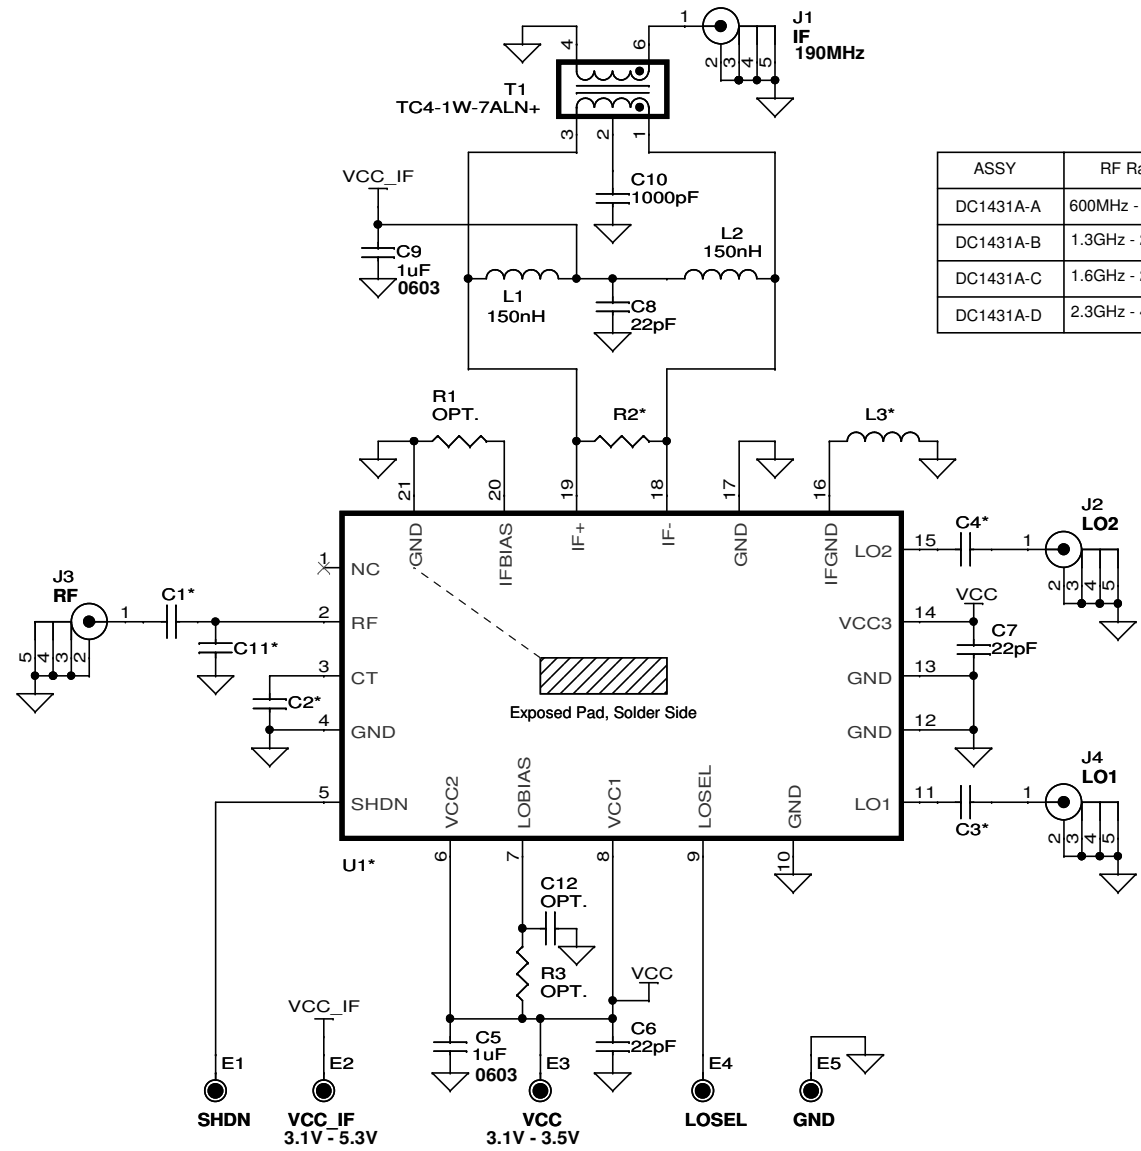 J1
IF
190MHz
1
4
6
2
3
4
5
T1
TC4-1W-7ALN+
3
2
1
VCC_IF
C10
1000pF
C9
1uF
0603
L2
150nH
L1
150nH
C8
22pF
ASSY
RF Ra
DC1431A-A
600MHz -
DC1431A-B
1.3GHz -
DC1431A-C
1.6GHz -
DC1431A-D
2.3GHz -
R1
OPT.
R2*
L3*
21
20
19
18
17
16
GND
IFBIAS
IF+
IF-
GND
IFGND
J2
LO2
C4*
15
1
LO2
2
3
4
5
1
NC
J3
RF
C1*
1
2
RF
C11*
5
4
3
2
3
CT
C2*
4
GND
VCC
14
VCC3
C7
22pF
13
GND
12
GND
Exposed Pad, Solder Side
5
SHDN
VCC2
LOBIAS
VCC1
LOSEL
GND
J4
LO1
11
LO1
1
C3*
2
3
4
5
U1*
6
7
8
9
10
C12
OPT.
R3
OPT.
VCC
VCC_IF
C5
1uF
0603
C6
22pF
E1
E2
E3
E4
E5
SHDN
VCC_IF
3.1V - 5.3V
VCC
3.1V - 3.5V
LOSEL
GND